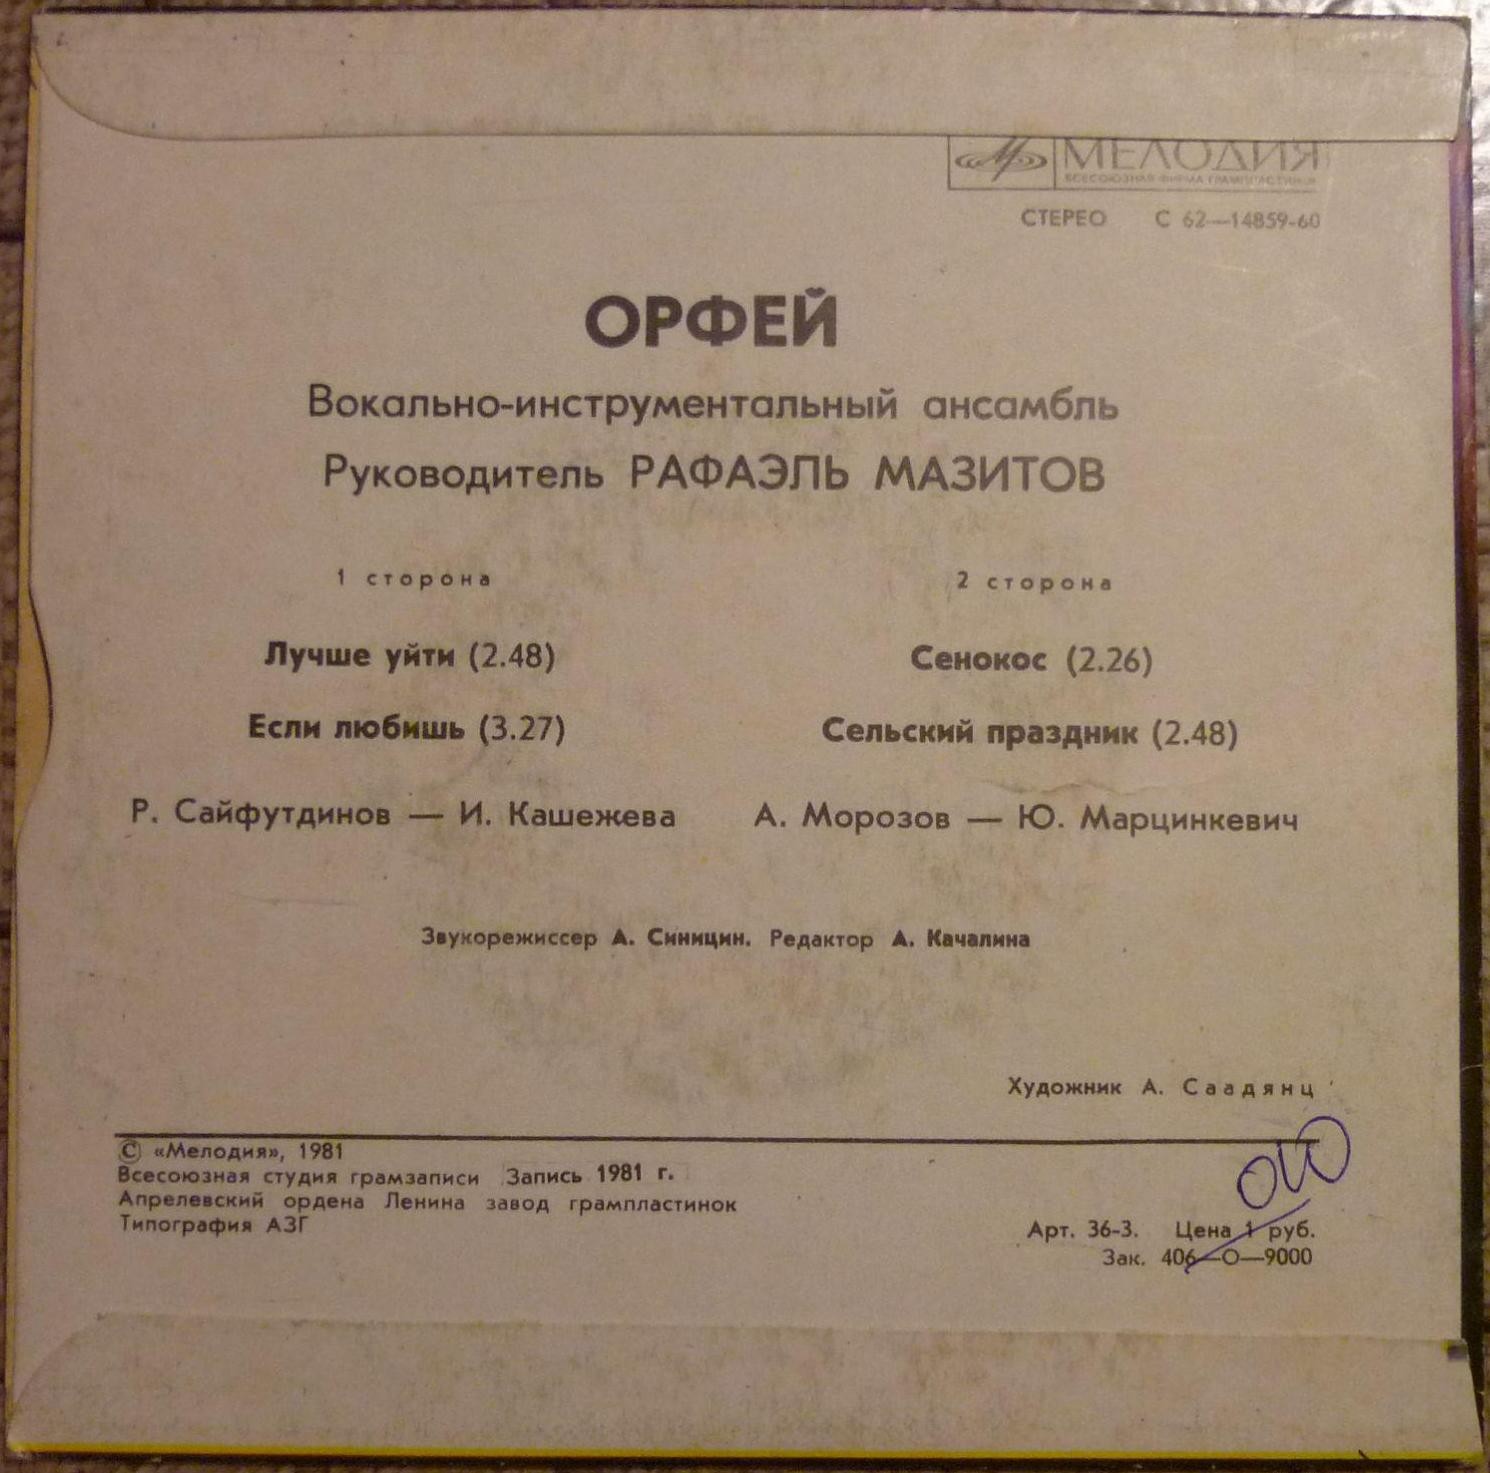 МЕЛОДИЯ
ВСЕСОЮЗНАЯ ФИРМА ГРАМПЛАСТИНОК
СТЕРЕО С 62—14859-60
ОРФЕЙ
Вокально-инструментальный ансамбль
Руководитель РАФАЭЛЬ МАЗИТОВ
1 сторона
Лучше уйти (2.48)
Если любишь (3.27)
Р. Сайфутдинов — И. Кашежева
2 сторона
Сенокос (2.26)
Сельский праздник (2.48)
А. Морозов — Ю. Марцинкевич
Звукорежиссер А. Синицин. Редактор А. Качалина
Художник А. Саадянц
© «Мелодия», 1981
Всесоюзная студия грамзаписи Запись 1981 г.
Апрелевский ордена Ленина завод грампластинок
Типография АЗГ
Арт. 36-3. Цена 1 руб.
Зак. 406—О—9000